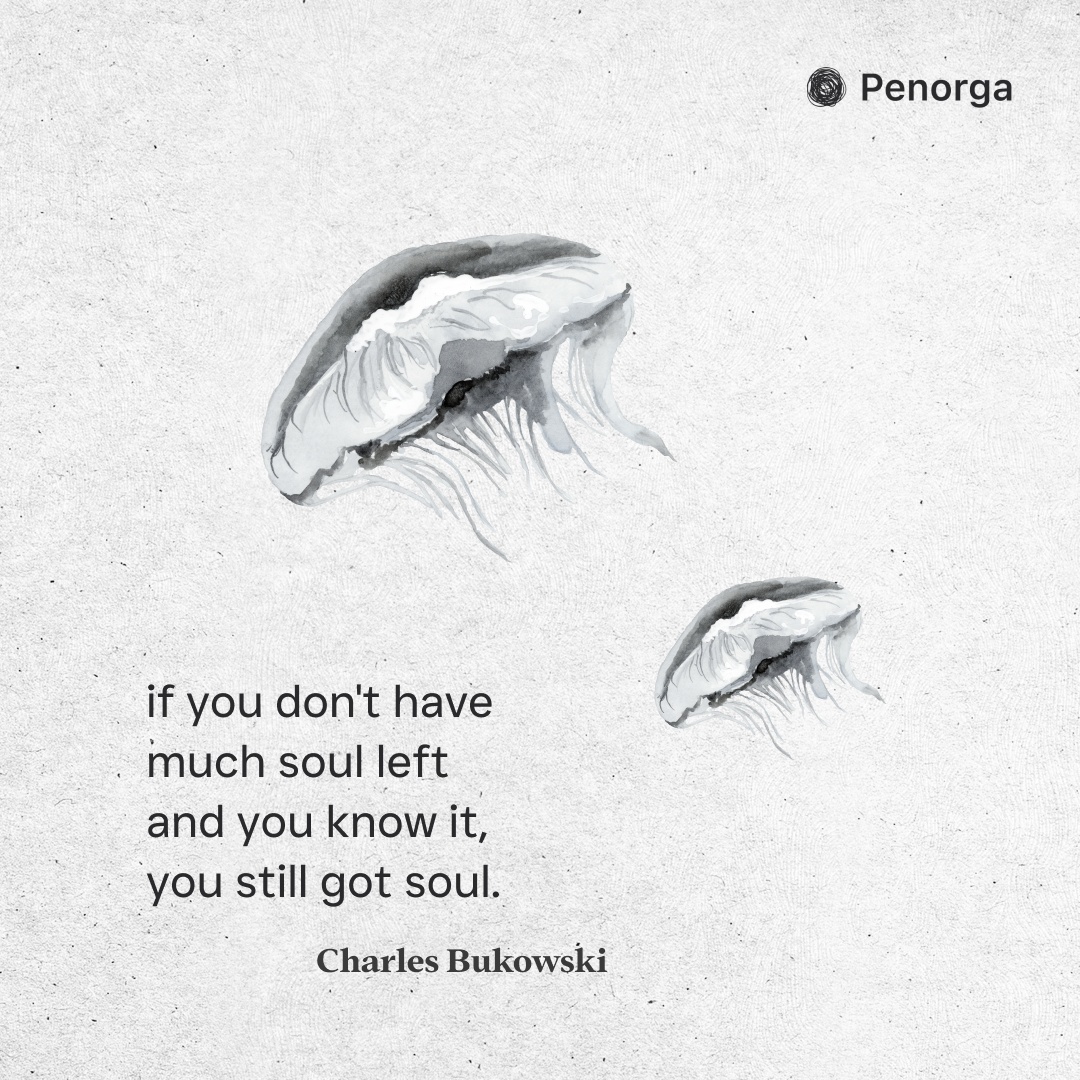 Penorga
if you don't have
much soul left
and you know it,
you still got soul.
Charles Bukowski